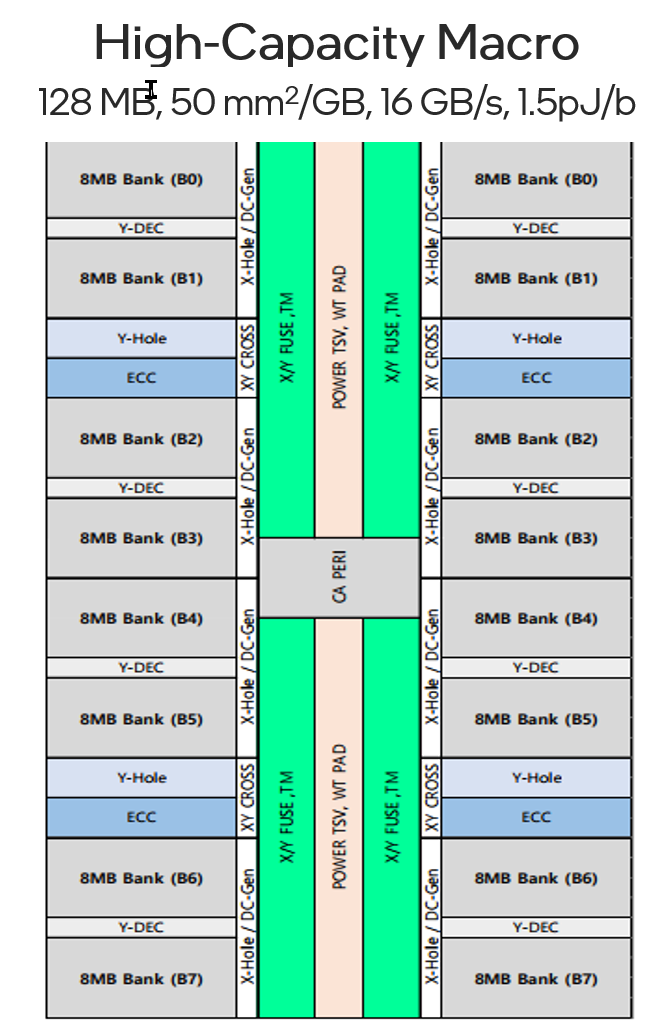 High-Capacity Macro
128 MB, 50 mm²/GB, 16 GB/s, 1.5pJ/b
8MB Bank (B0)
Y-DEC
8MB Bank (B1)
Y-Hole
ECC
8MB Bank (B2)
Y-DEC
8MB Bank (B3)
8MB Bank (B4)
Y-DEC
8MB Bank (B5)
Y-Hole
ECC
8MB Bank (B6)
Y-DEC
8MB Bank (B7)
X-Hole / DC-Gen
XY CROSS
X-Hole / DC-Gen
X-Hole / DC-Gen
XY CROSS
X-Hole / DC-Gen
X/Y FUSE ,TM
X/Y FUSE ,TM
POWER TSV, WT PAD
CA PERI
POWER TSV, WT PAD
X/Y FUSE ,TM
X/Y FUSE ,TM
X-Hole / DC-Gen
XY CROSS
X-Hole / DC-Gen
X-Hole / DC-Gen
XY CROSS
X-Hole / DC-Gen
8MB Bank (B0)
Y-DEC
8MB Bank (B1)
Y-Hole
ECC
8MB Bank (B2)
Y-DEC
8MB Bank (B3)
8MB Bank (B4)
Y-DEC
8MB Bank (B5)
Y-Hole
ECC
8MB Bank (B6)
Y-DEC
8MB Bank (B7)